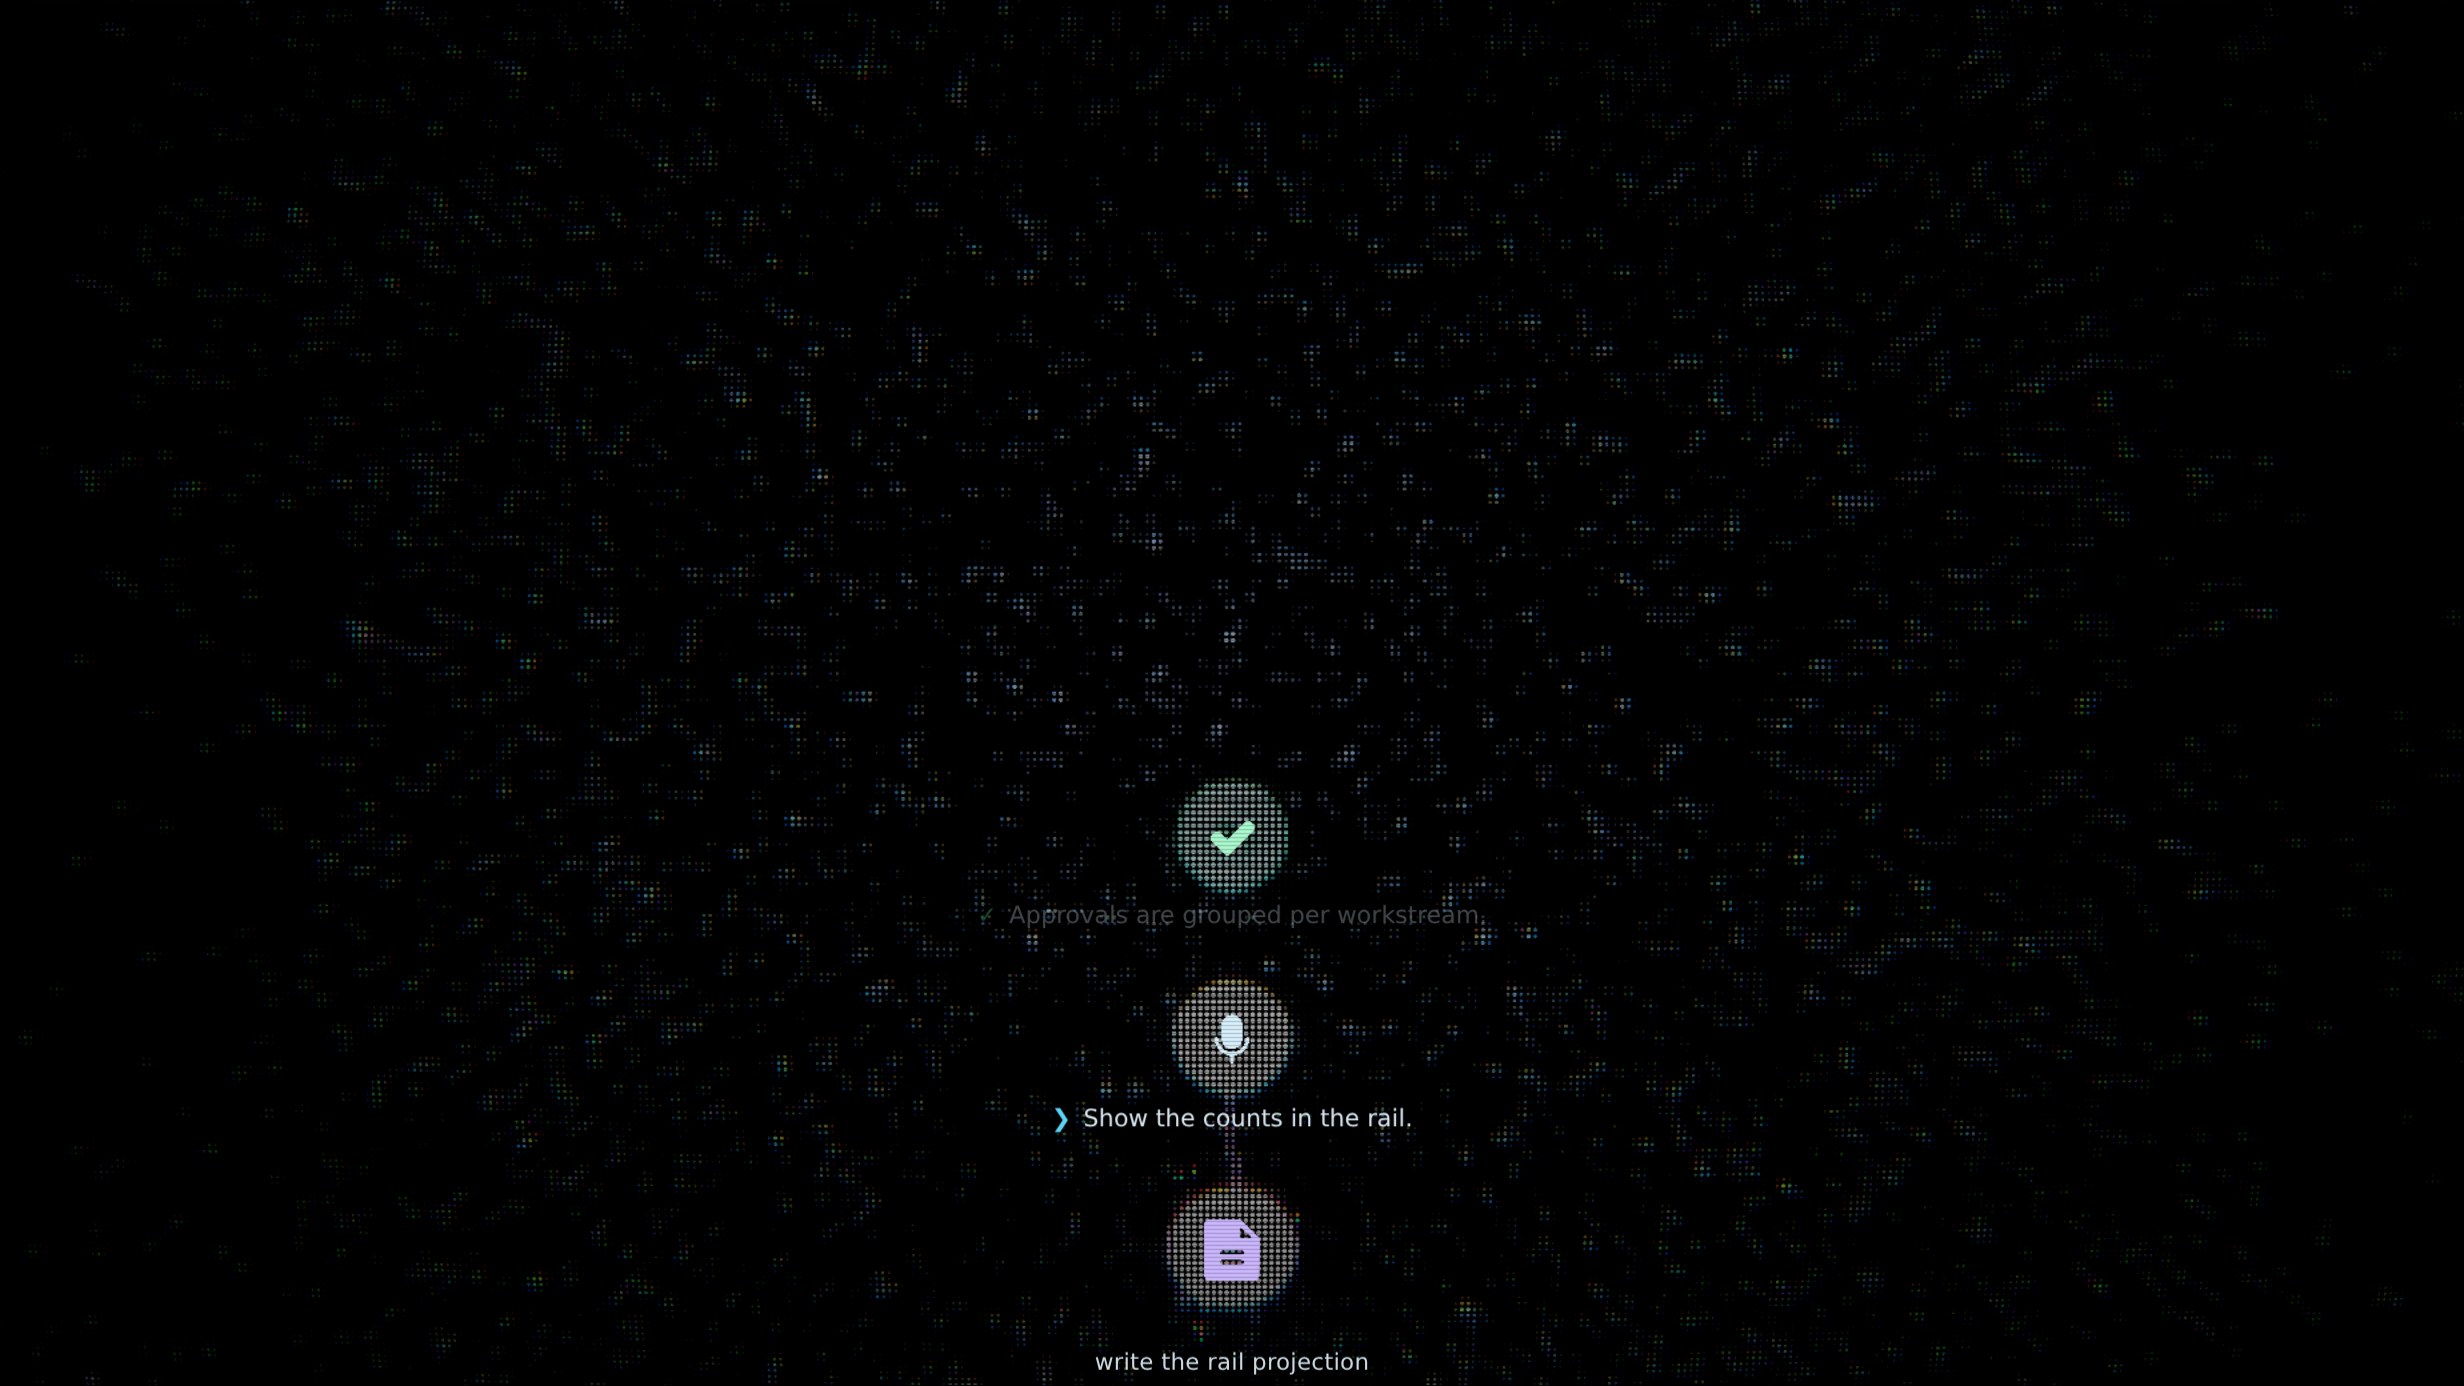 ✓ Approvals are grouped per workstream.
❯ Show the counts in the rail.
write the rail projection